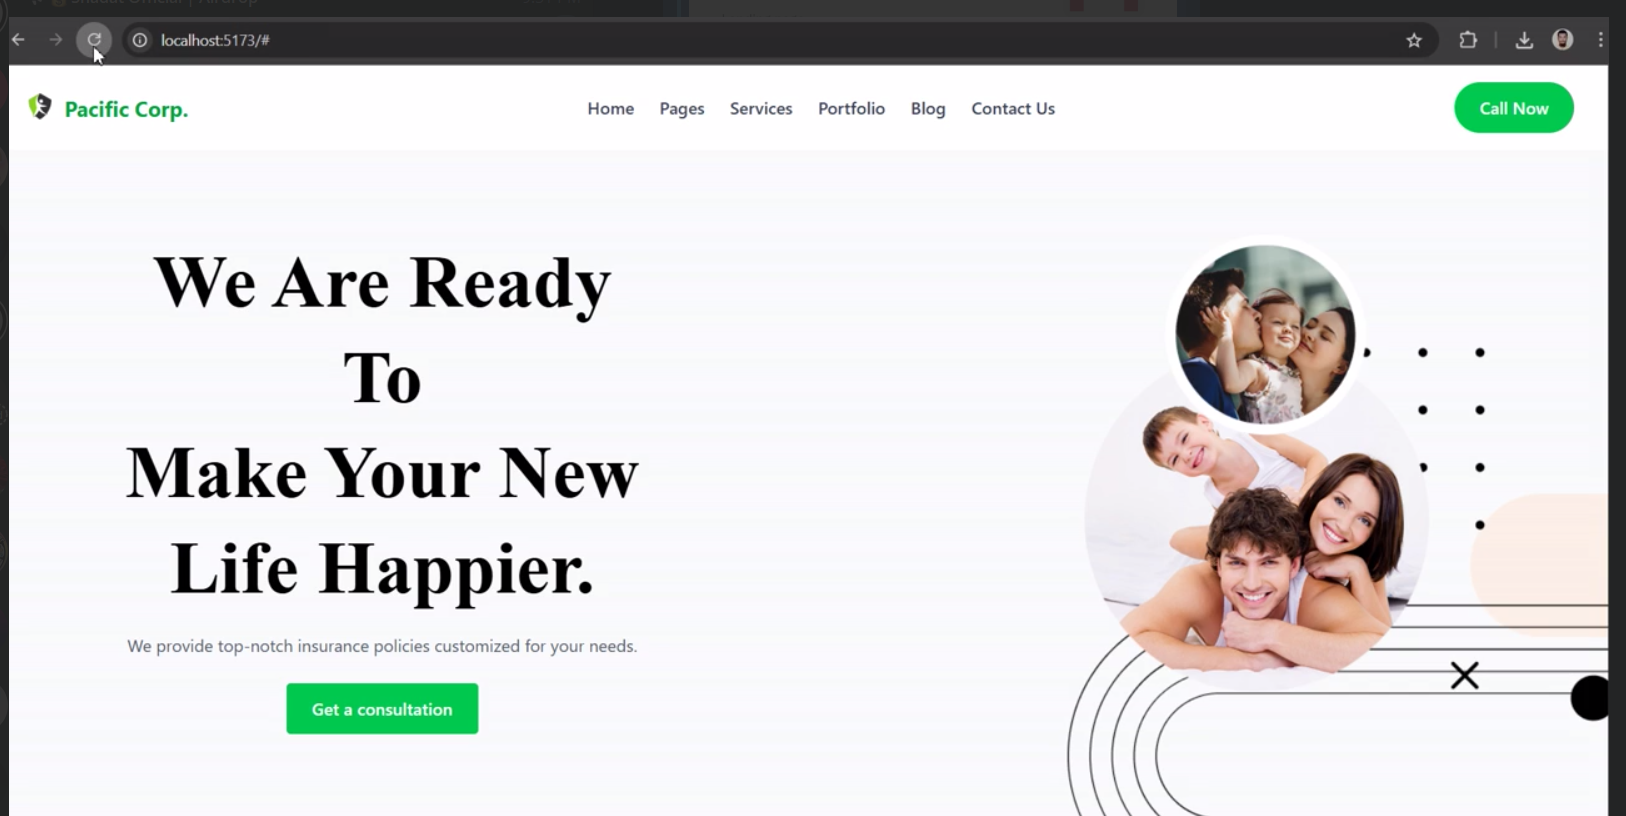 localhost:5173/#
Pacific Corp.
Home Pages Services Portfolio Blog Contact Us
Call Now
We Are Ready
To
Make Your New
Life Happier.
We provide top-notch insurance policies customized for your needs.
Get a consultation